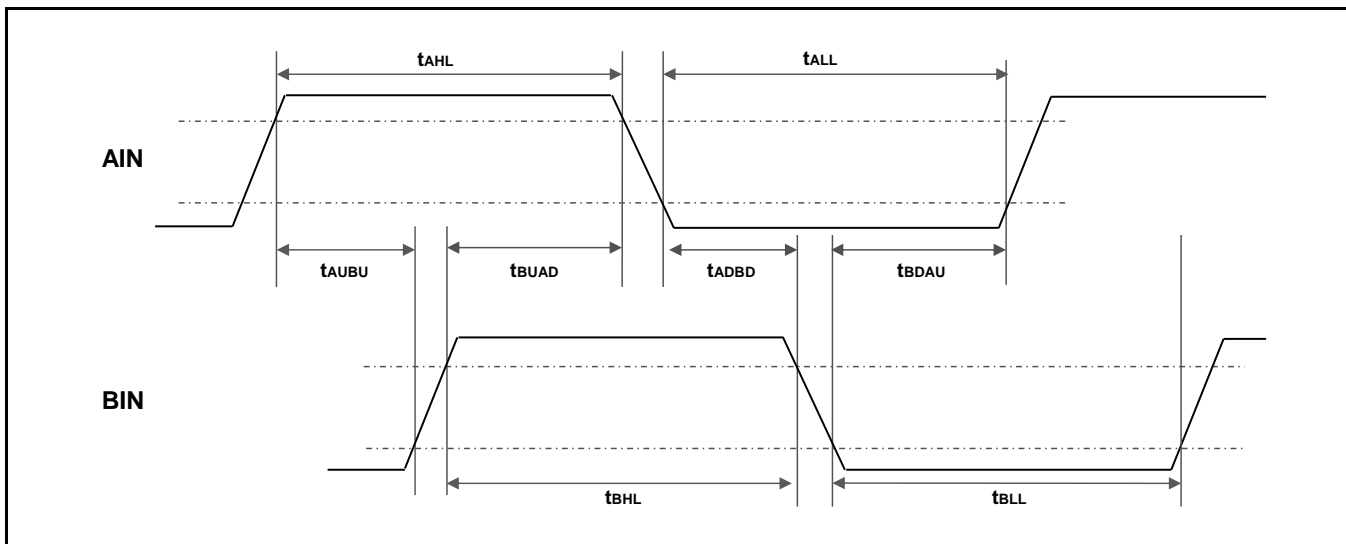 tAHL tALL
AIN
tAUBU tBUAD tADBD tBDAU
BIN
tBHL tBLL